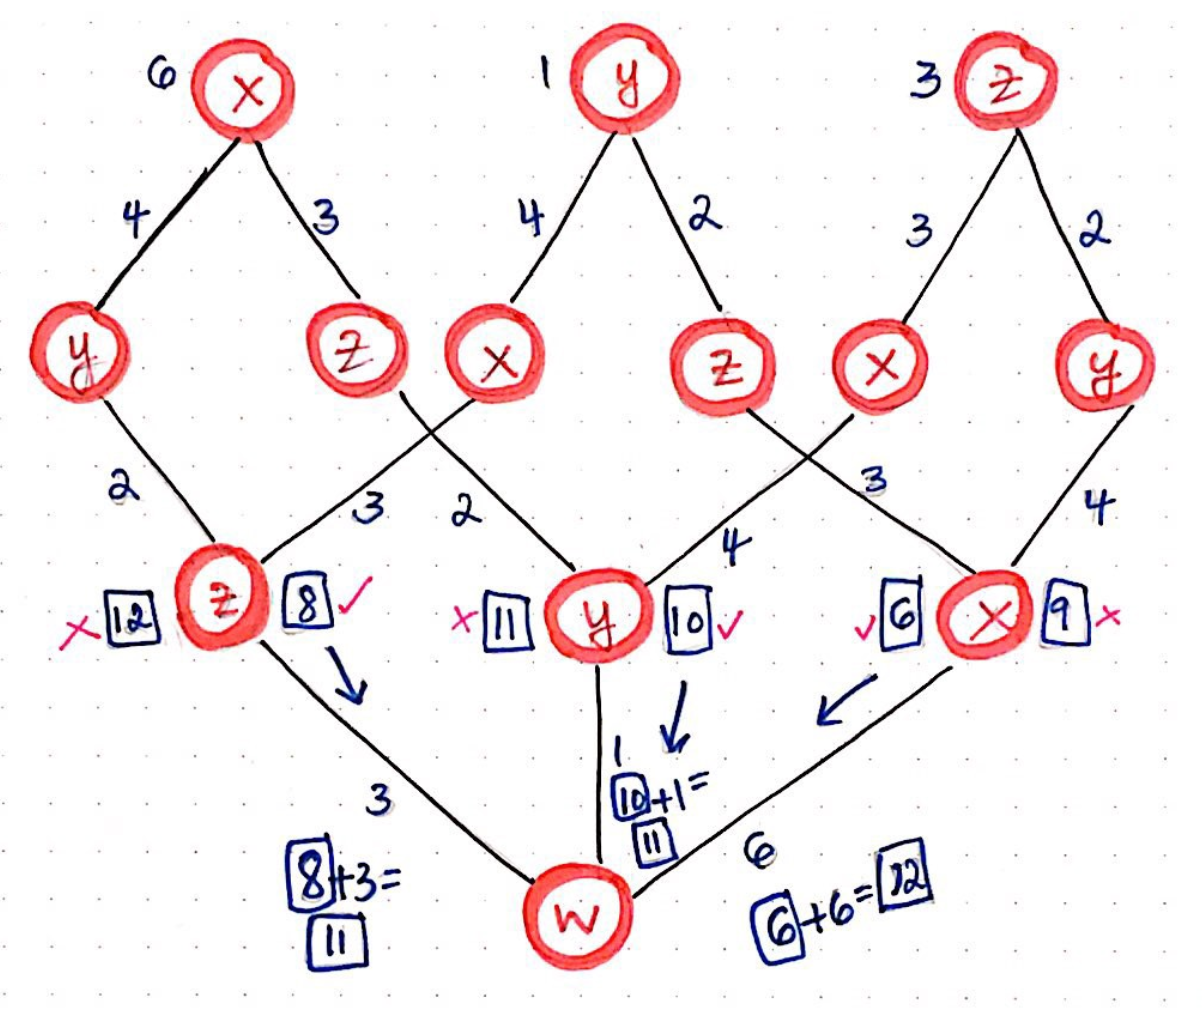 6 x 1 y 3 z
4 3 4 2 3 2
y z x z x y
2 3 2 4 3 4
x 12 z 8 ✓ x 11 y 10 ✓ ✓ 6 x 9 x
3 1 6
10+1=
11
8+3=
11
w
6+6=12